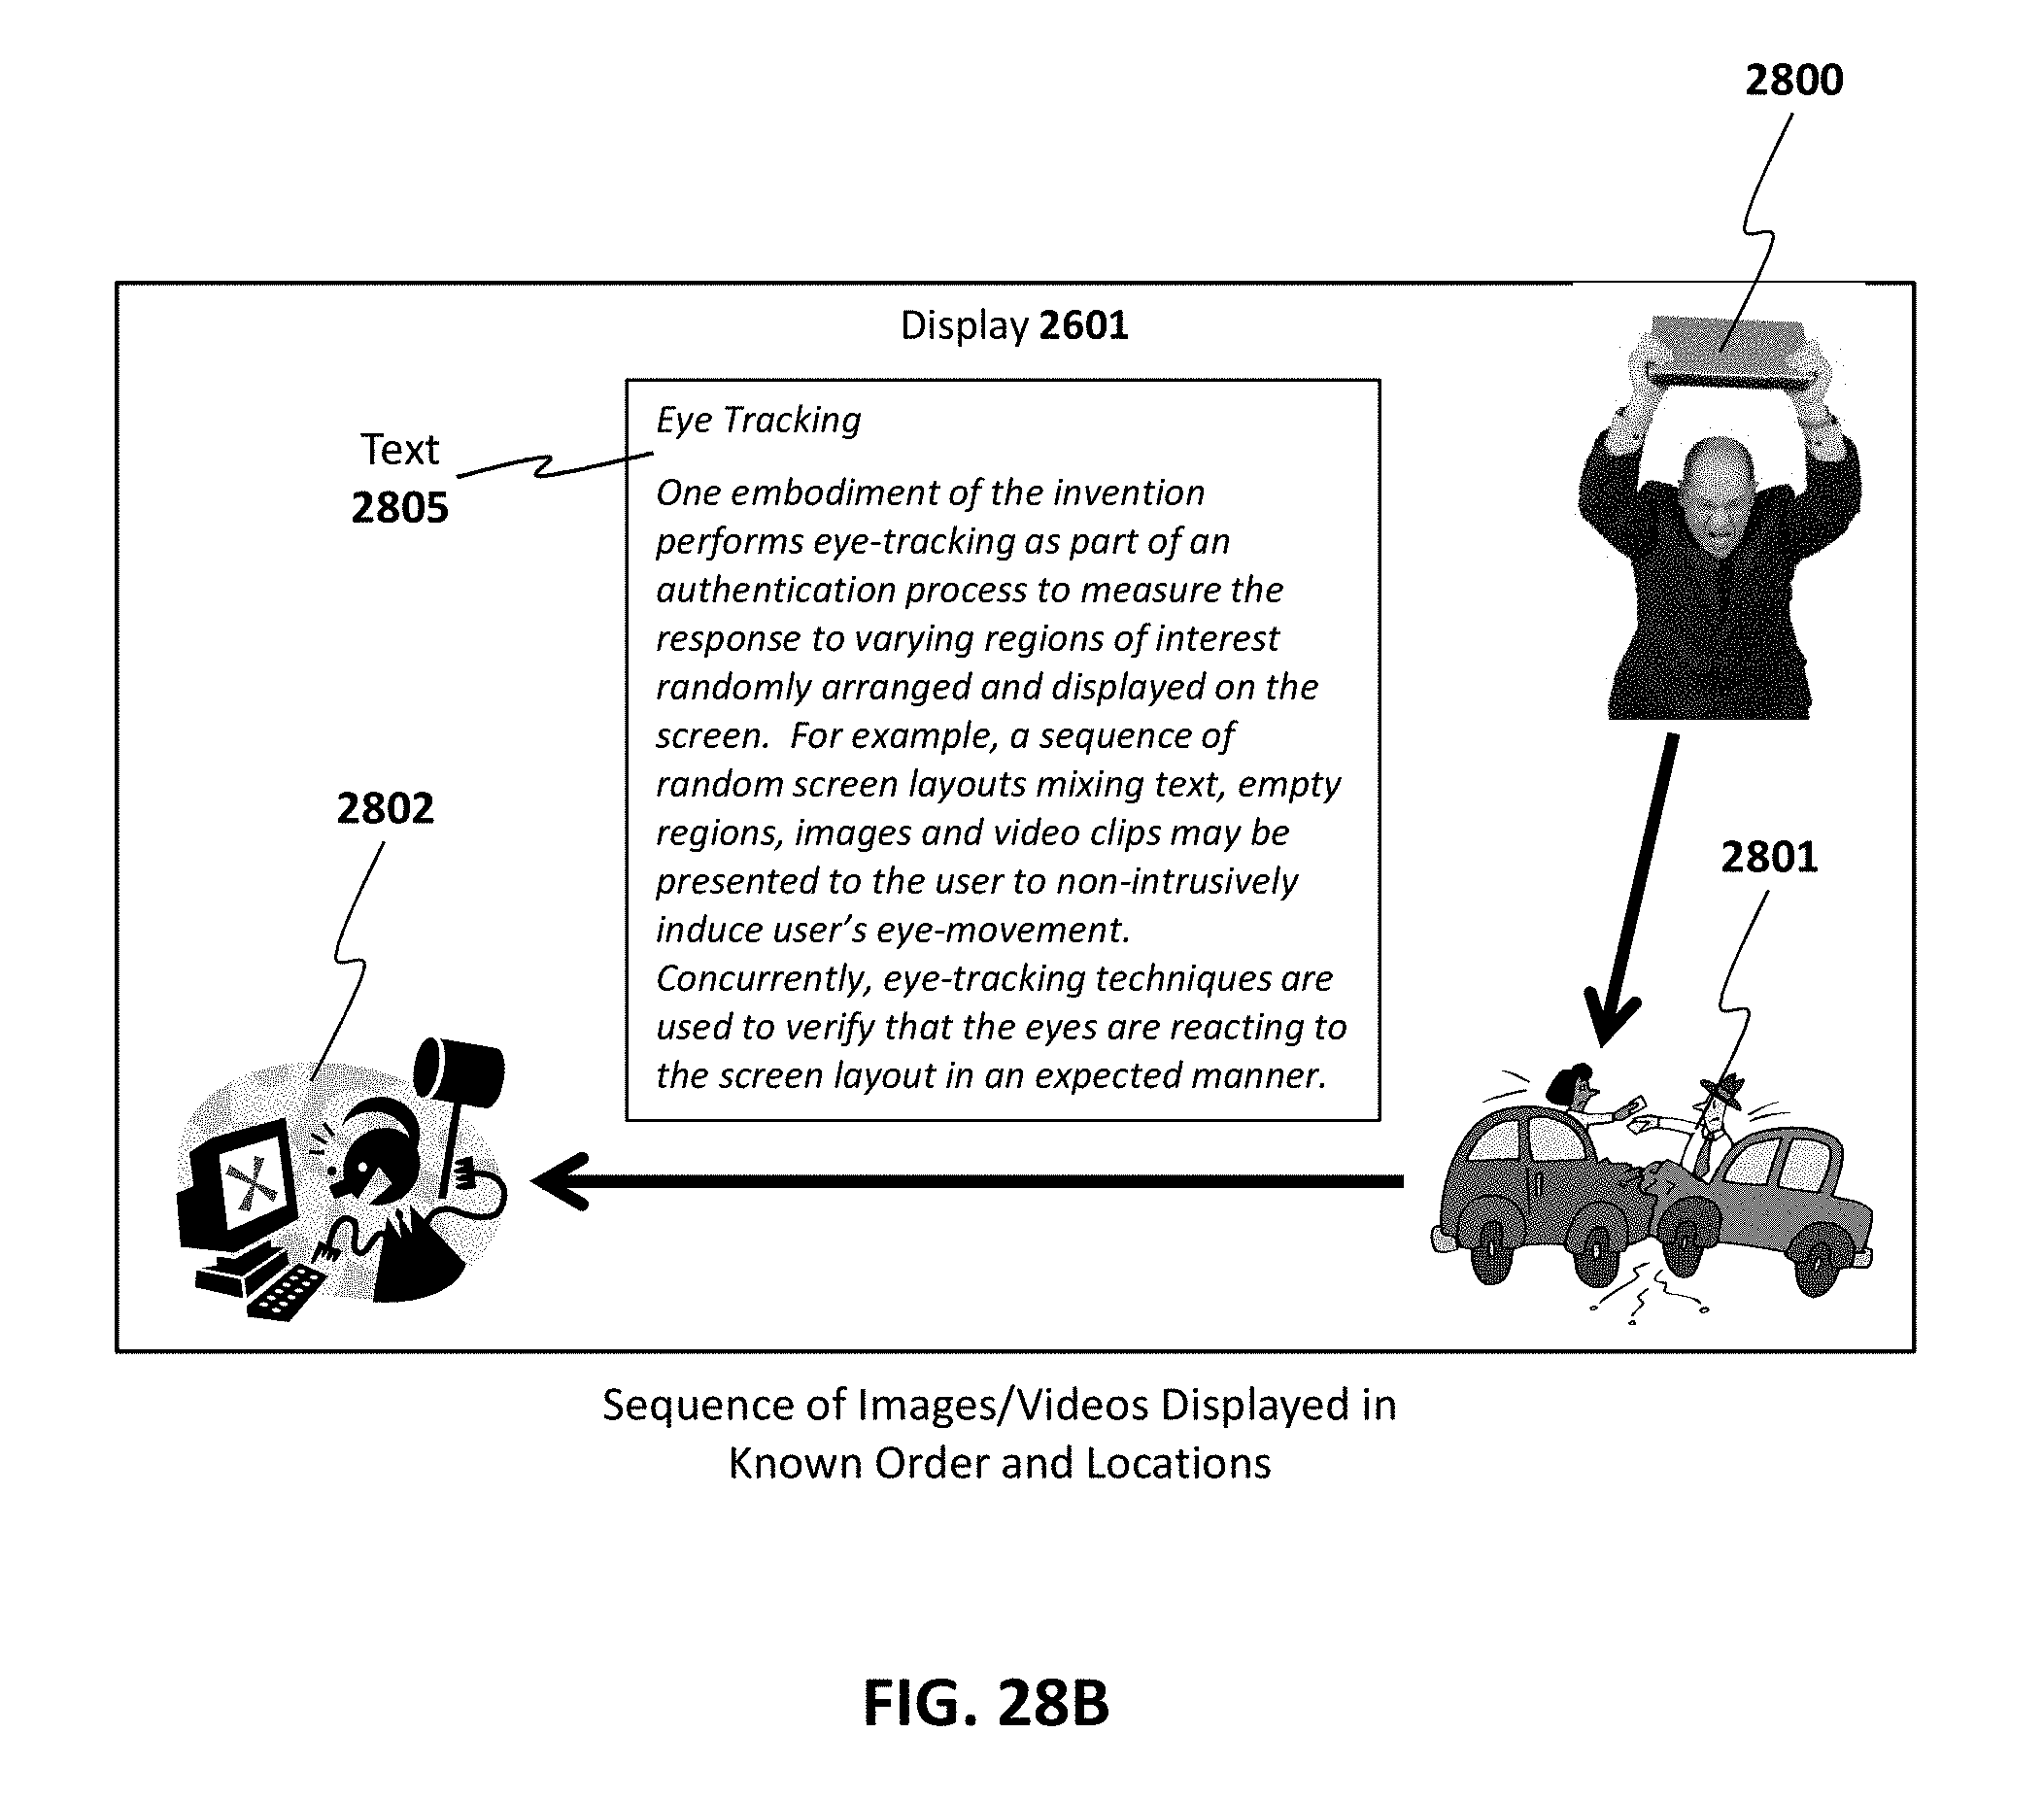 2800
Display 2601
Text
2805
Eye Tracking
One embodiment of the invention
performs eye-tracking as part of an
authentication process to measure the
response to varying regions of interest
randomly arranged and displayed on the
screen.  For example, a sequence of
random screen layouts mixing text, empty
regions, images and video clips may be
presented to the user to non-intrusively
induce user’s eye-movement.
Concurrently, eye-tracking techniques are
used to verify that the eyes are reacting to
the screen layout in an expected manner.
2802
2801
Sequence of Images/Videos Displayed in
Known Order and Locations
FIG. 28B